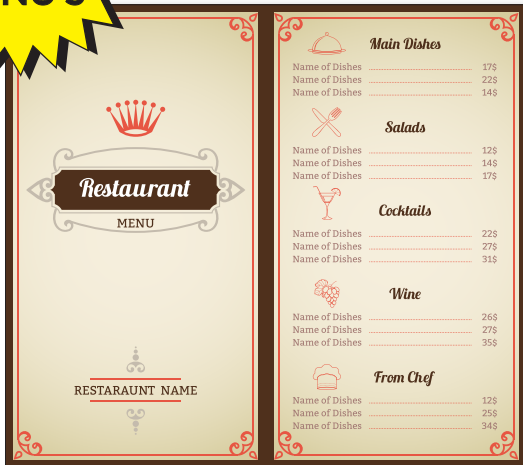 Restaurant
MENU
RESTARAUNT NAME
Main Dishes
Name of Dishes 17$
Name of Dishes 22$
Name of Dishes 14$
Salads
Name of Dishes 12$
Name of Dishes 14$
Name of Dishes 17$
Cocktails
Name of Dishes 22$
Name of Dishes 27$
Name of Dishes 31$
Wine
Name of Dishes 26$
Name of Dishes 27$
Name of Dishes 35$
From Chef
Name of Dishes 12$
Name of Dishes 25$
Name of Dishes 34$